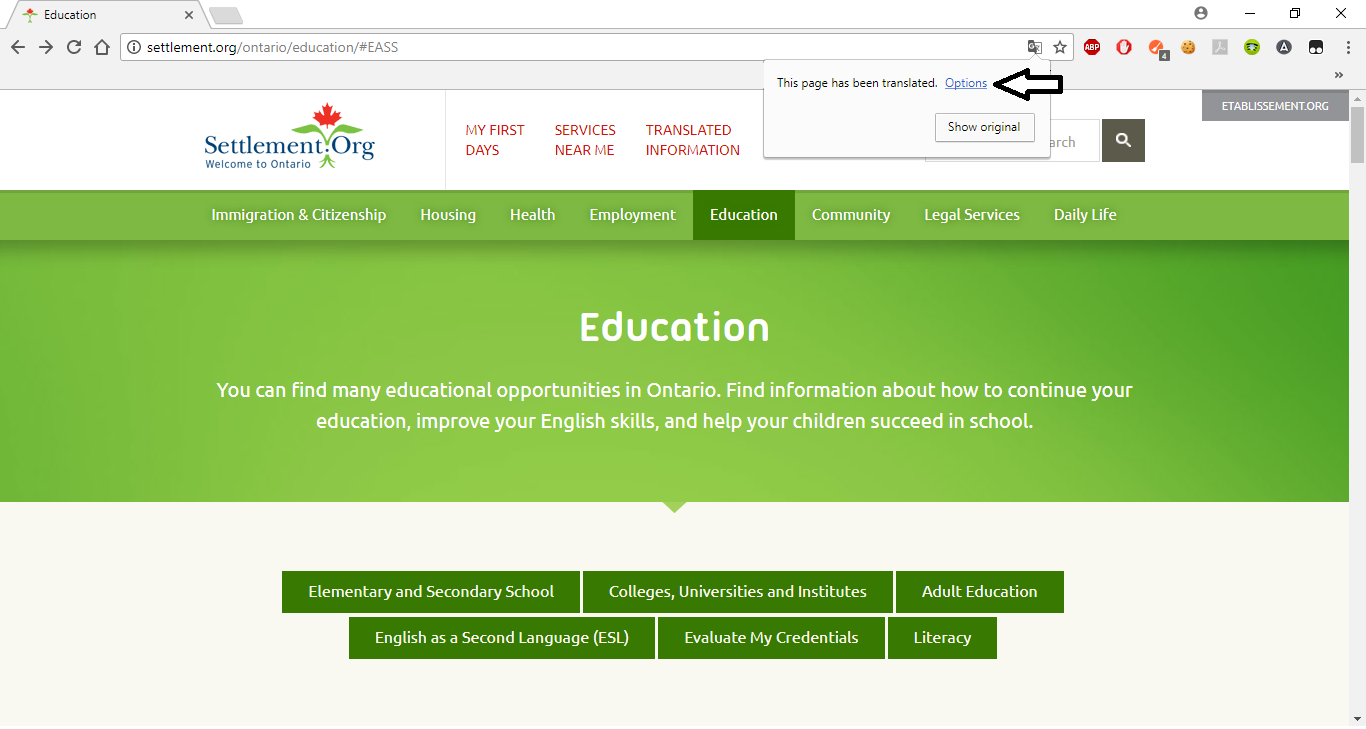 Education
settlement.org/ontario/education/#EASS
ABP
4
A
This page has been translated. Options
Show original
ETABLISSEMENT.ORG
Settlement.Org
Welcome to Ontario
MY FIRST
DAYS
SERVICES
NEAR ME
TRANSLATED
INFORMATION
arch
Immigration & Citizenship Housing Health Employment Education Community Legal Services Daily Life
Education
You can find many educational opportunities in Ontario. Find information about how to continue your
education, improve your English skills, and help your children succeed in school.
Elementary and Secondary School Colleges, Universities and Institutes Adult Education
English as a Second Language (ESL) Evaluate My Credentials Literacy